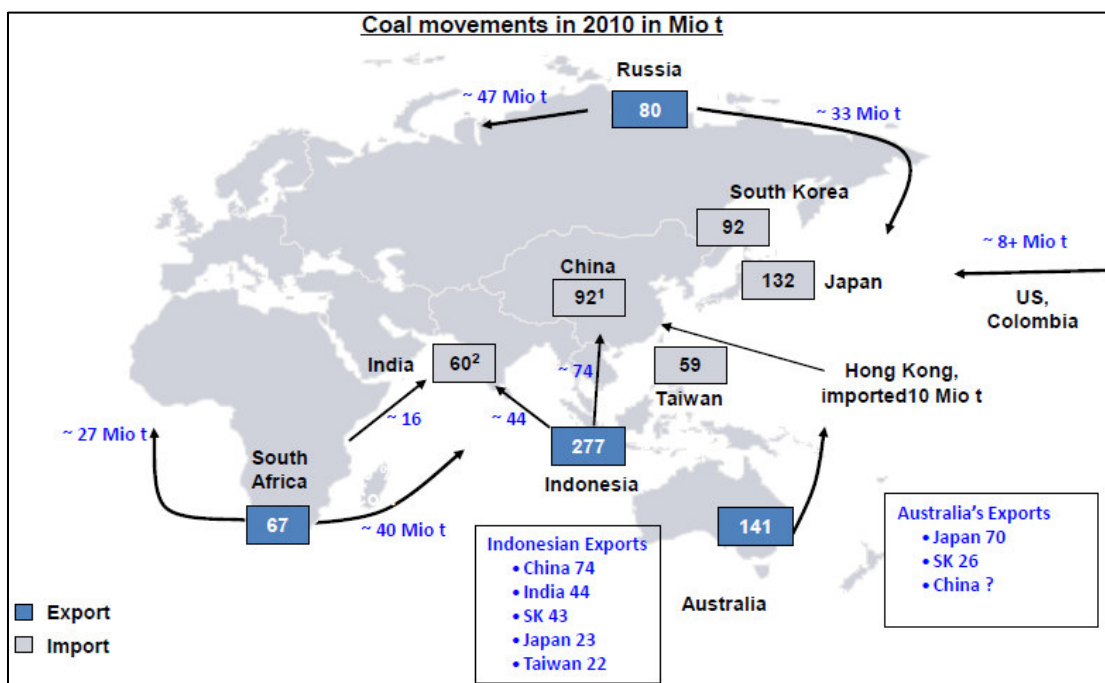 Coal movements in 2010 in Mio t
Russia
~ 47 Mio t
80
~ 33 Mio t
South Korea
92
~ 8+ Mio t
China
92¹
132
Japan
US,
Colombia
India
60²
~ 74
59
Taiwan
Hong Kong,
imported10 Mio t
~ 16
~ 44
~ 27 Mio t
South
Africa
277
Indonesia
67
~ 40 Mio t
141
Australia
Indonesian Exports
• China 74
• India 44
• SK 43
• Japan 23
• Taiwan 22
Australia's Exports
• Japan 70
• SK 26
• China ?
Export
Import